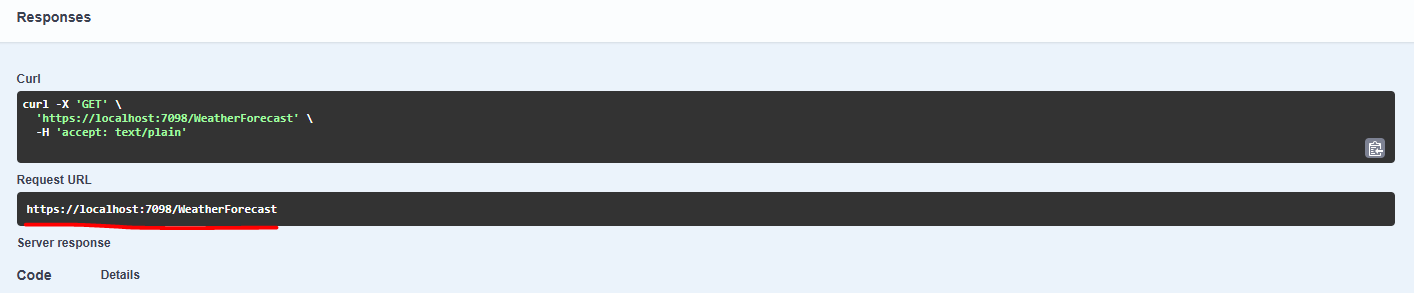 Responses
Curl
curl -X 'GET' \
'https://localhost:7098/WeatherForecast' \
-H 'accept: text/plain'
Request URL
https://localhost:7098/WeatherForecast
Server response
Code Details